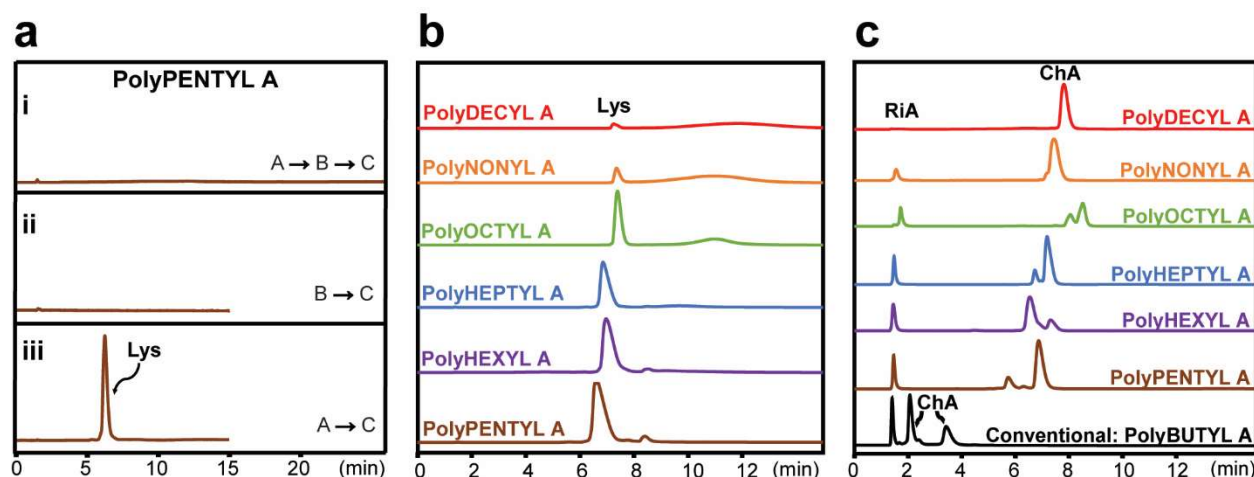 a
PolyPENTYL A
i
A → B → C
ii
B → C
iii
Lys
A → C
0 5 10 15 20 (min)
b
PolyDECYL A
Lys
PolyNONYL A
PolyOCTYL A
PolyHEPTYL A
PolyHEXYL A
PolyPENTYL A
0 2 4 6 8 10 12 (min)
c
ChA
RiA
PolyDECYL A
PolyNONYL A
PolyOCTYL A
PolyHEPTYL A
PolyHEXYL A
PolyPENTYL A
ChA
Conventional: PolyBUTYL A
0 2 4 6 8 10 12 (min)